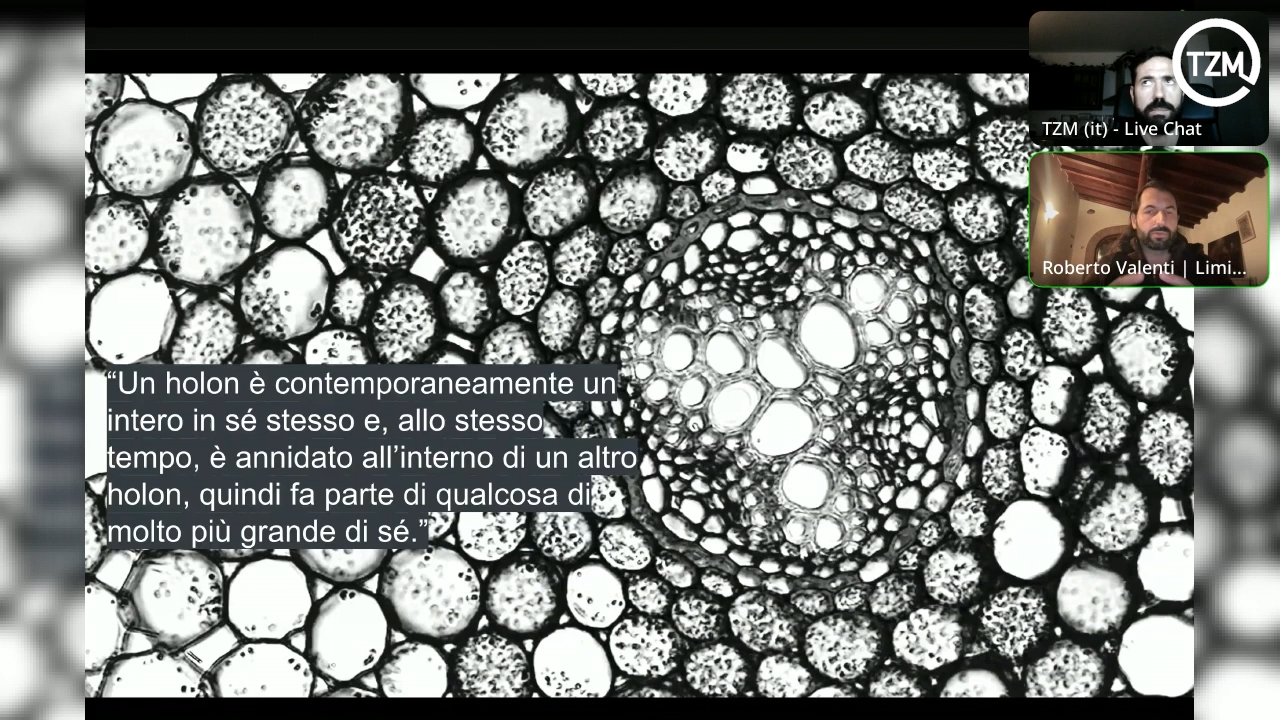 TZM
TZM (it) - Live Chat
Roberto Valenti | Limi...
“Un holon è contemporaneamente un
intero in sé stesso e, allo stesso
tempo, è annidato all’interno di un altro
holon, quindi fa parte di qualcosa di
molto più grande di sé.”